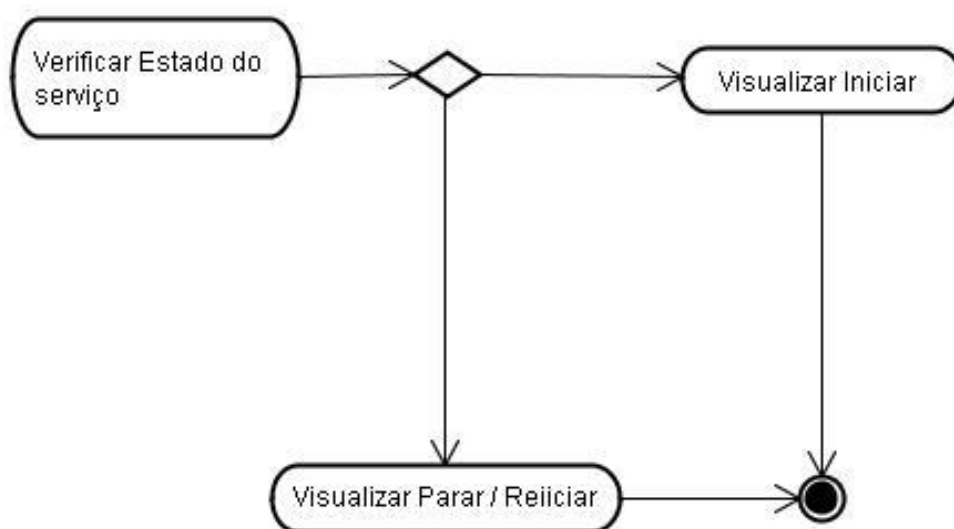 Verificar Estado do
serviço
Visualizar Iniciar
Visualizar Parar / Reiiciar